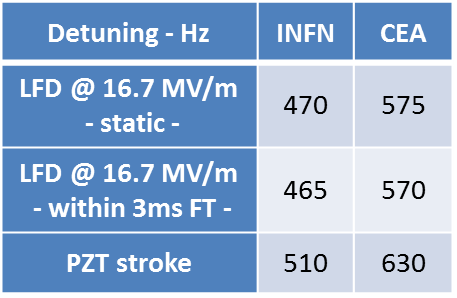 Detuning - Hz INFN CEA
LFD @ 16.7 MV/m
- static - 470 575
LFD @ 16.7 MV/m
- within 3ms FT - 465 570
PZT stroke 510 630